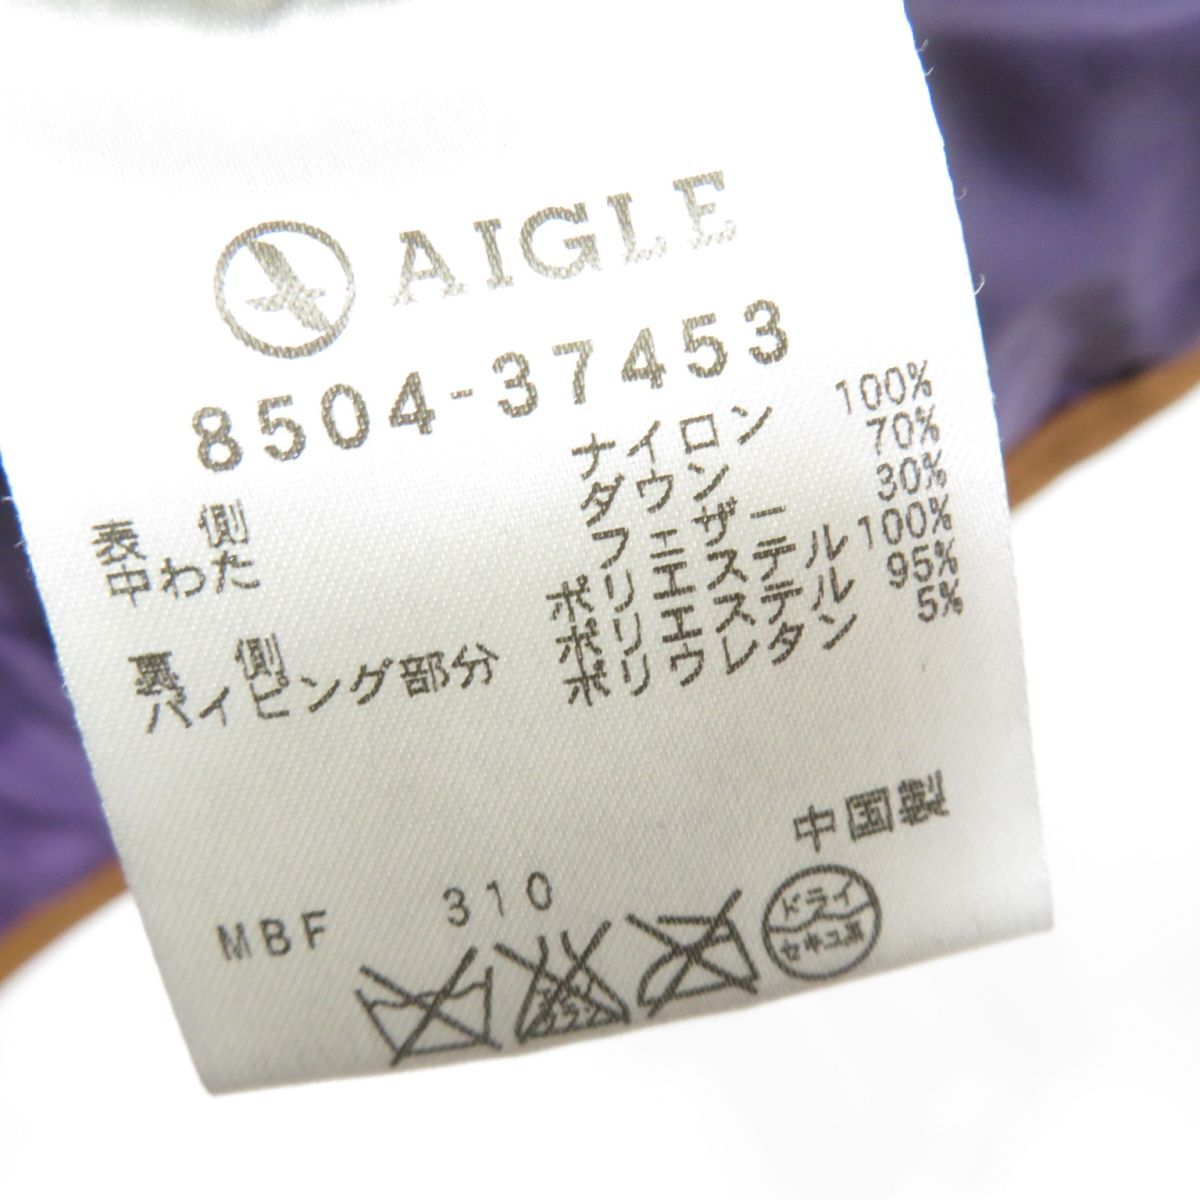 AIGLE
8504-37453
表 側 ナイロン 100%
中わた ダウン 70%
フェザー 30%
裏 側 ポリエステル 100%
パイピング部分 ポリエステル 95%
ポリウレタン 5%
中国製
MBF 310
ドライ
セキユ系